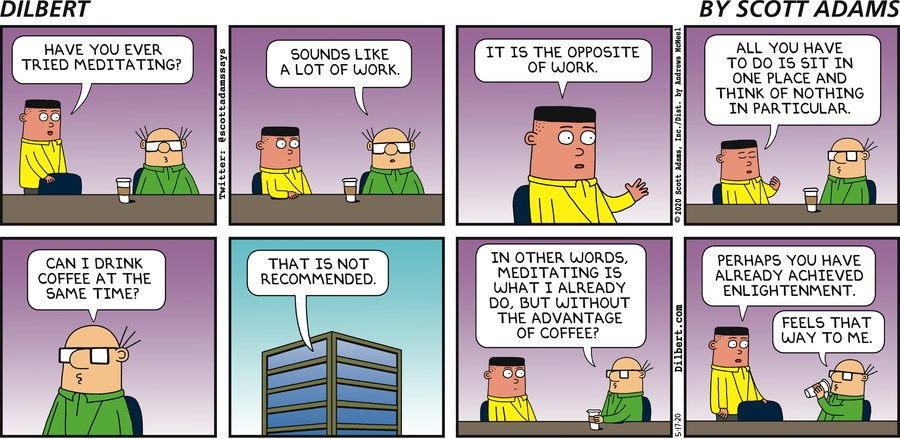 DILBERT
BY SCOTT ADAMS
HAVE YOU EVER
TRIED MEDITATING?
Twitter: @scottadamssays
SOUNDS LIKE
A LOT OF WORK.
IT IS THE OPPOSITE
OF WORK.
©2020 Scott Adams, Inc./Dist. by Andrews McMeel
ALL YOU HAVE
TO DO IS SIT IN
ONE PLACE AND
THINK OF NOTHING
IN PARTICULAR.
CAN I DRINK
COFFEE AT THE
SAME TIME?
THAT IS NOT
RECOMMENDED.
IN OTHER WORDS,
MEDITATING IS
WHAT I ALREADY
DO, BUT WITHOUT
THE ADVANTAGE
OF COFFEE?
5-17-20 Dilbert.com
PERHAPS YOU HAVE
ALREADY ACHIEVED
ENLIGHTENMENT.
FEELS THAT
WAY TO ME.